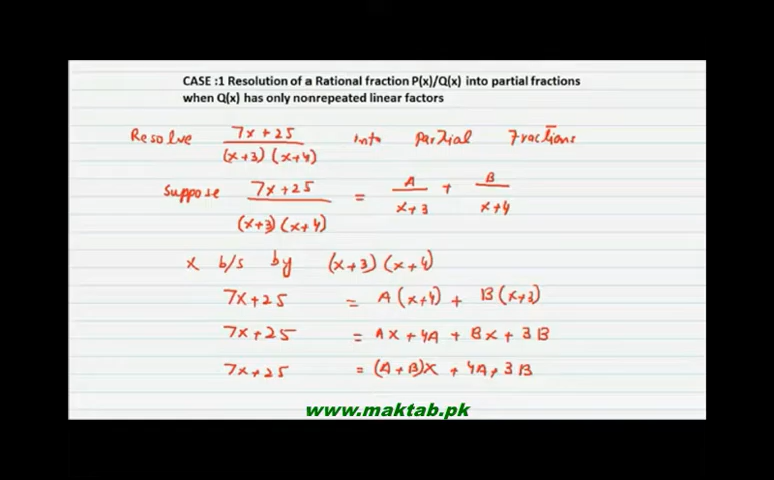 CASE :1 Resolution of a Rational fraction P(x)/Q(x) into partial fractions
when Q(x) has only nonrepeated linear factors
Resolve 7x+25 / (x+3)(x+4) into Partial Fractions
Suppose 7x+25 / (x+3)(x+4) = A / x+3 + B / x+4
x b/s by (x+3)(x+4)
7x+25 = A(x+4) + B(x+3)
7x+25 = Ax+4A + Bx+3B
7x+25 = (A+B)x + 4A+3B
www.maktab.pk